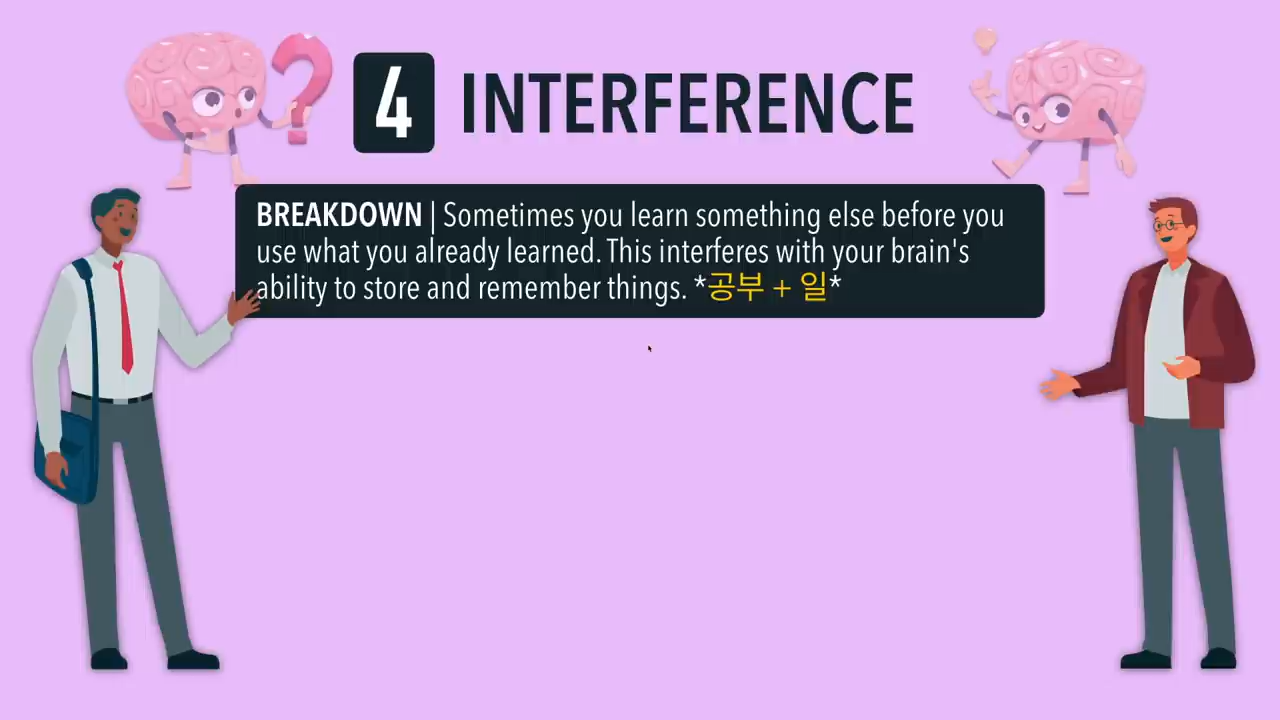 4 INTERFERENCE
BREAKDOWN | Sometimes you learn something else before you
use what you already learned. This interferes with your brain's
ability to store and remember things. *공부 + 일*